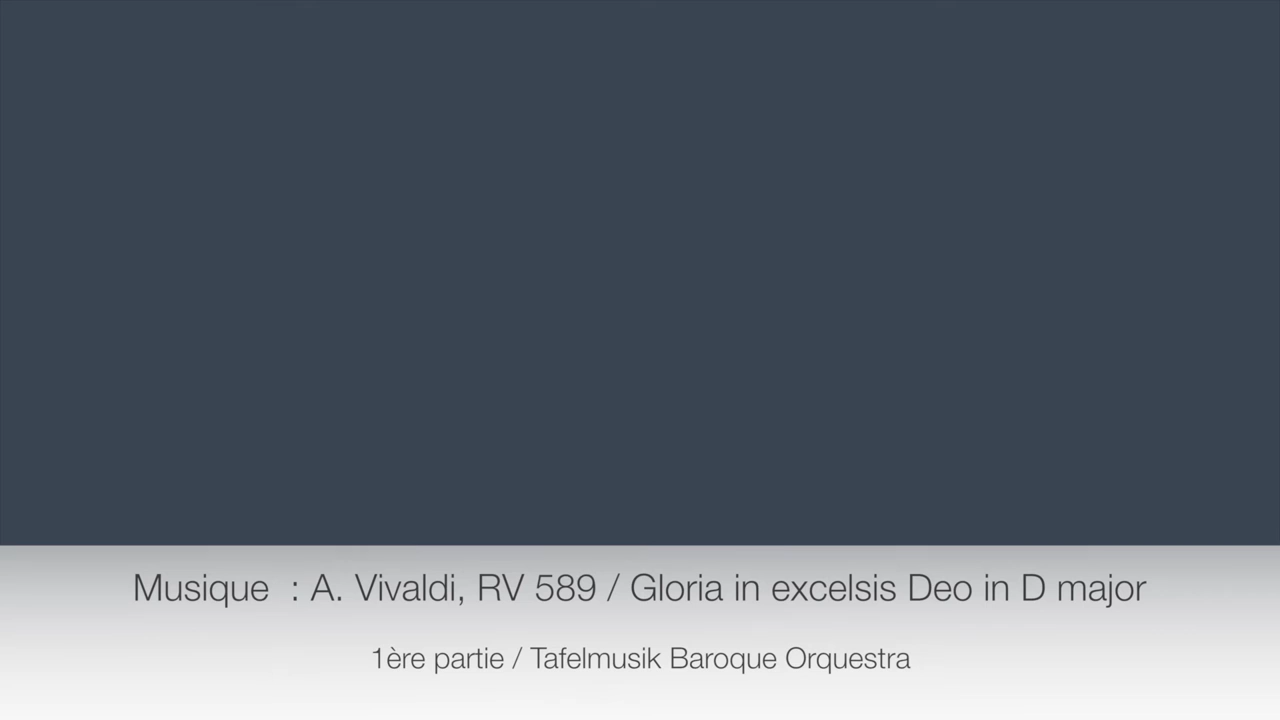 Musique  : A. Vivaldi, RV 589 / Gloria in excelsis Deo in D major
1ère partie / Tafelmusik Baroque Orquestra